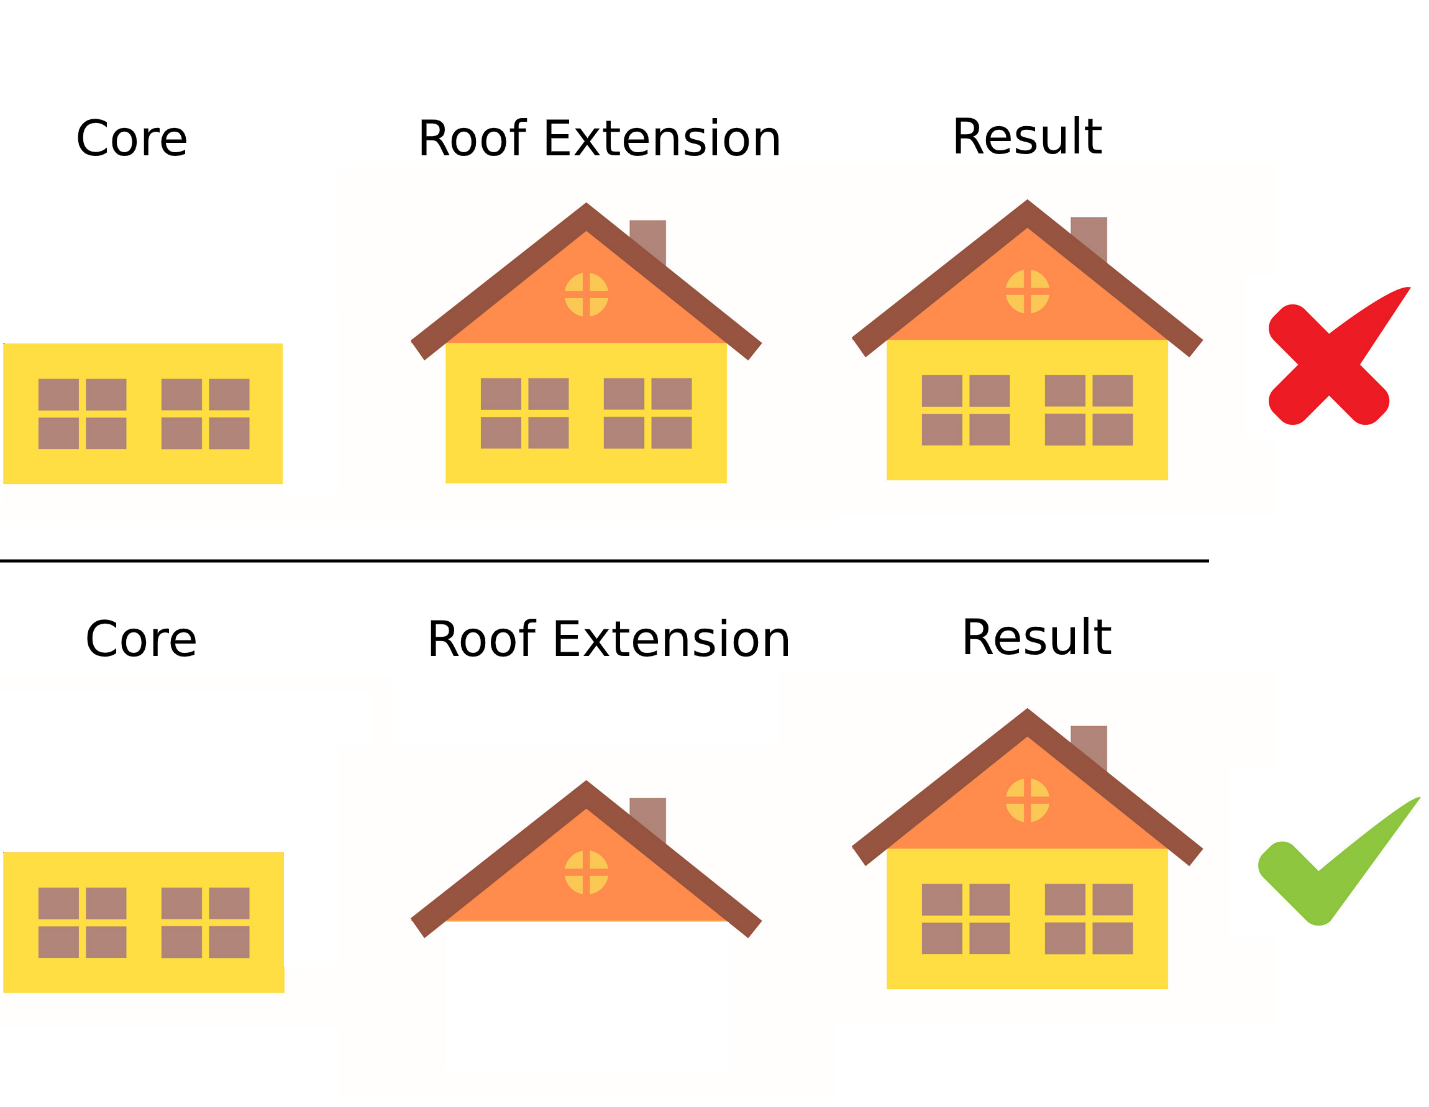 Core
Roof Extension
Result
Core
Roof Extension
Result